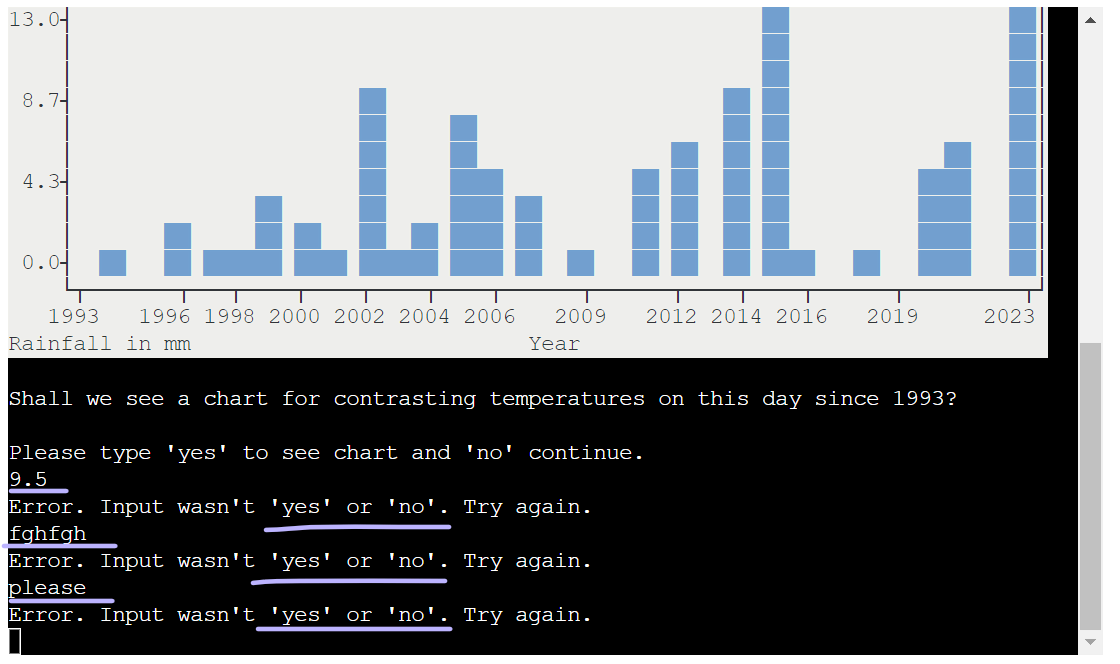 13.0
8.7
4.3
0.0
1993 1996 1998 2000 2002 2004 2006 2009 2012 2014 2016 2019 2023
Rainfall in mm Year
Shall we see a chart for contrasting temperatures on this day since 1993?
Please type 'yes' to see chart and 'no' continue.
9.5
Error. Input wasn't 'yes' or 'no'. Try again.
fghfgh
Error. Input wasn't 'yes' or 'no'. Try again.
please
Error. Input wasn't 'yes' or 'no'. Try again.